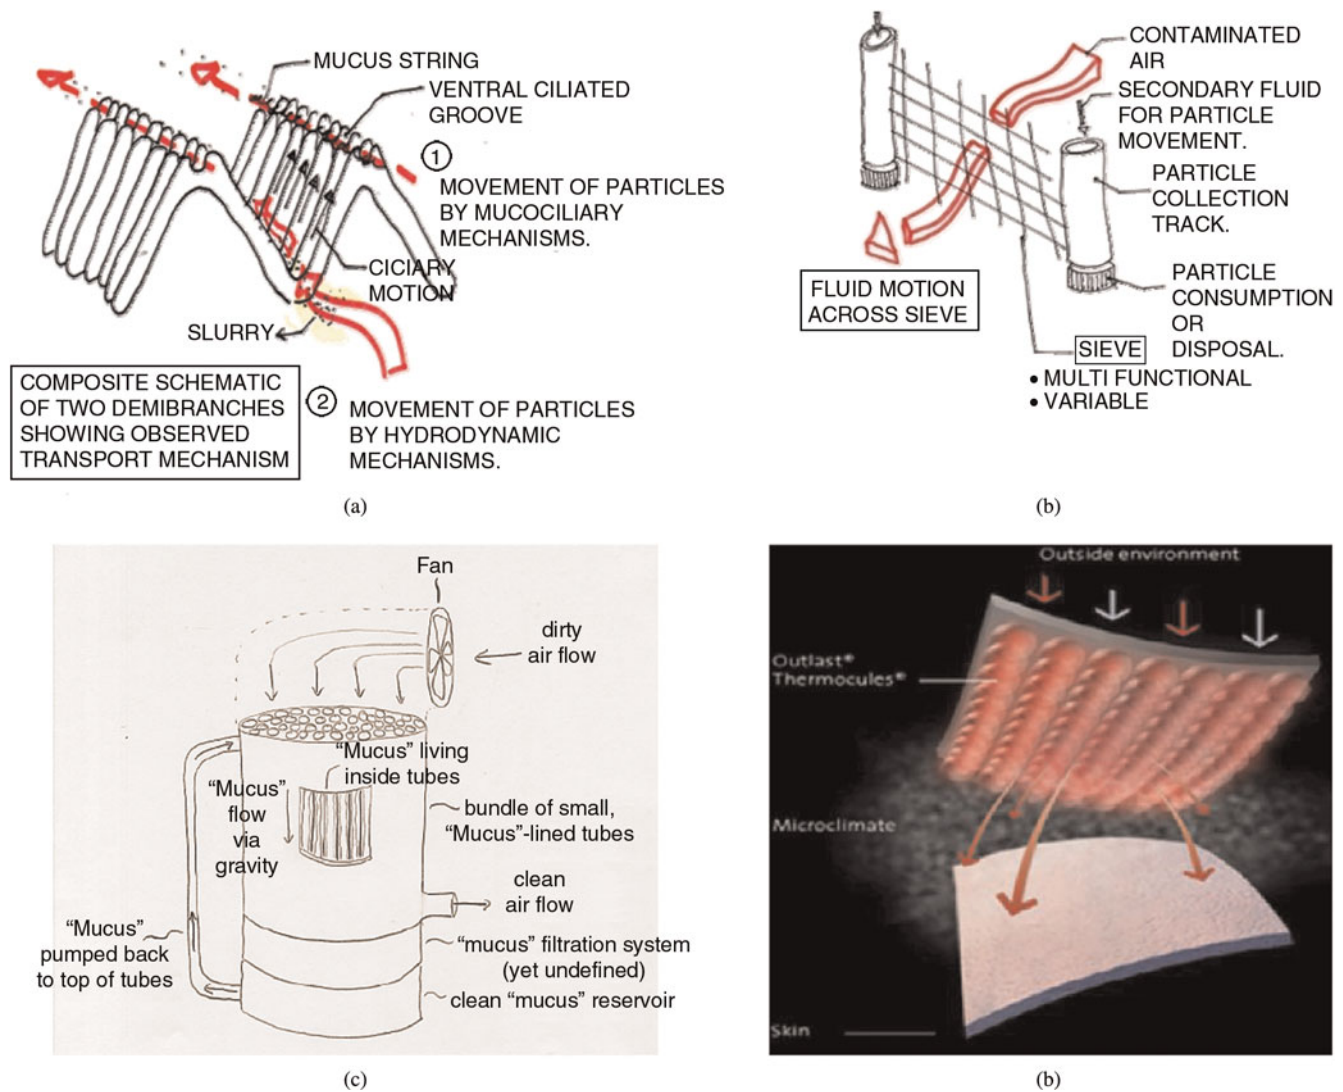 MUCUS STRING
VENTRAL CILIATED
GROOVE
1
MOVEMENT OF PARTICLES
BY MUCOCILIARY
MECHANISMS.
CICIARY
MOTION
SLURRY
COMPOSITE SCHEMATIC
OF TWO DEMIBRANCHES
SHOWING OBSERVED
TRANSPORT MECHANISM
2
MOVEMENT OF PARTICLES
BY HYDRODYNAMIC
MECHANISMS.
(a)
CONTAMINATED
AIR
SECONDARY FLUID
FOR PARTICLE
MOVEMENT.
PARTICLE
COLLECTION
TRACK.
PARTICLE
CONSUMPTION
OR
DISPOSAL.
FLUID MOTION
ACROSS SIEVE
SIEVE
• MULTI FUNCTIONAL
• VARIABLE
(b)
Fan
dirty
air flow
“Mucus” living
inside tubes
“Mucus”
flow
via
gravity
bundle of small,
“Mucus”-lined tubes
clean
air flow
“Mucus”
pumped back
to top of tubes
“mucus” filtration system
(yet undefined)
clean “mucus” reservoir
(c)
Outside environment
Outlast®
Thermocules®
Microclimate
Skin
(b)